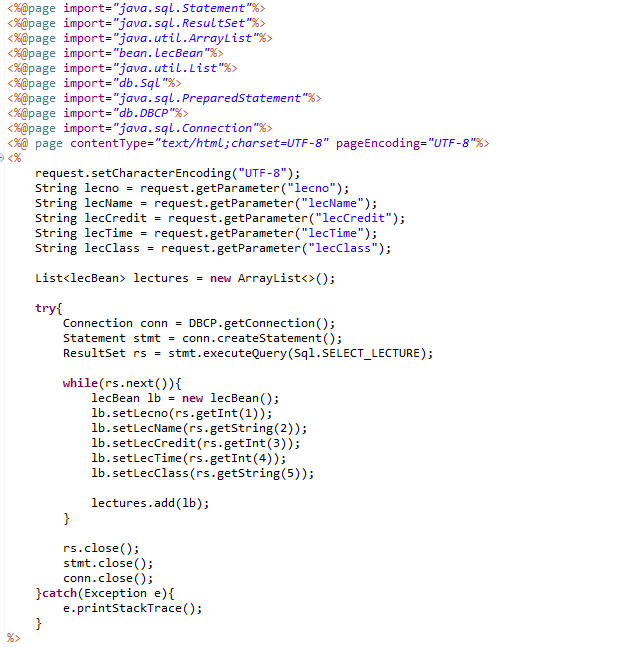 <%@page import="java.sql.Statement"%>
<%@page import="java.sql.ResultSet"%>
<%@page import="java.util.ArrayList"%>
<%@page import="bean.lecBean"%>
<%@page import="java.util.List"%>
<%@page import="db.Sql"%>
<%@page import="java.sql.PreparedStatement"%>
<%@page import="db.DBCP"%>
<%@page import="java.sql.Connection"%>
<%@ page contentType="text/html;charset=UTF-8" pageEncoding="UTF-8"%>
<%
    request.setCharacterEncoding("UTF-8");
    String lecno = request.getParameter("lecno");
    String lecName = request.getParameter("lecName");
    String lecCredit = request.getParameter("lecCredit");
    String lecTime = request.getParameter("lecTime");
    String lecClass = request.getParameter("lecClass");

    List<lecBean> lectures = new ArrayList<>();

    try{
        Connection conn = DBCP.getConnection();
        Statement stmt = conn.createStatement();
        ResultSet rs = stmt.executeQuery(Sql.SELECT_LECTURE);

        while(rs.next()){
            lecBean lb = new lecBean();
            lb.setLecno(rs.getInt(1));
            lb.setLecName(rs.getString(2));
            lb.setLecCredit(rs.getInt(3));
            lb.setLecTime(rs.getInt(4));
            lb.setLecClass(rs.getString(5));

            lectures.add(lb);
        }

        rs.close();
        stmt.close();
        conn.close();
    }catch(Exception e){
        e.printStackTrace();
    }
%>